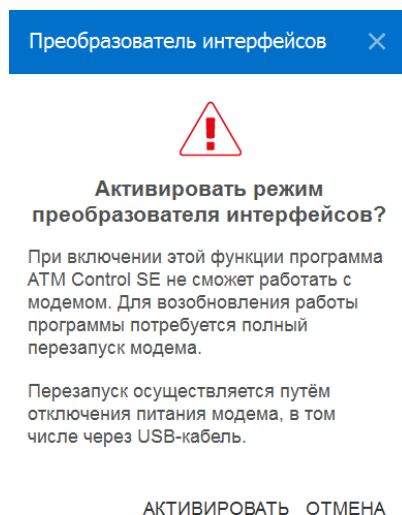 Преобразователь интерфейсов
Активировать режим
преобразователя интерфейсов?
При включении этой функции программа
ATM Control SE не сможет работать с
модемом. Для возобновления работы
программы потребуется полный
перезапуск модема.
Перезапуск осуществляется путём
отключения питания модема, в том
числе через USB-кабель.
АКТИВИРОВАТЬ ОТМЕНА